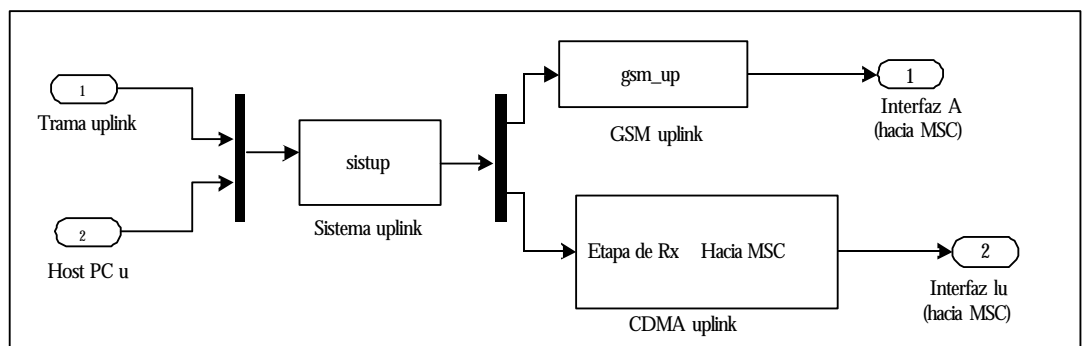 1
Trama uplink
2
Host PC u
sistup
Sistema uplink
gsm_up
GSM uplink
Etapa de Rx Hacia MSC
CDMA uplink
1
Interfaz A
(hacia MSC)
2
Interfaz lu
(hacia MSC)